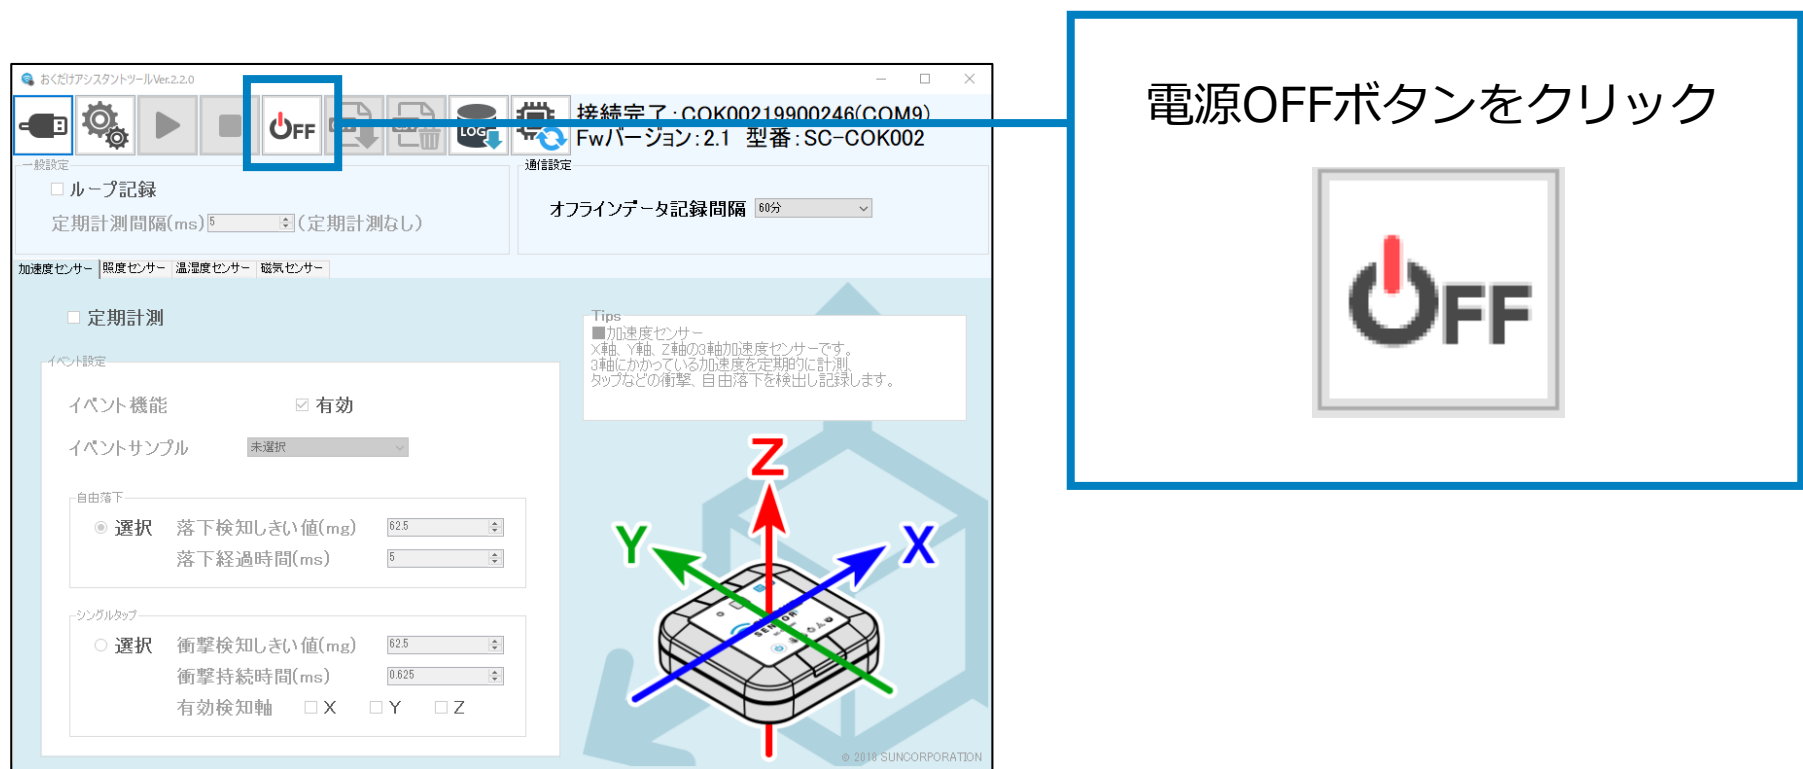 おくだけアシスタントツールVer.2.2.0
OFF
LOG
接続完了:COK00219900246(COM9)
Fwバージョン:2.1 型番:SC-COK002
一般設定
ループ記録
定期計測間隔(ms) 5 (定期計測なし)
通信設定
オフラインデータ記録間隔 60分
加速度センサー 照度センサー 温湿度センサー 磁気センサー
定期計測
イベント設定
イベント機能 有効
イベントサンプル 未選択
自由落下
選択 落下検知しきい値(mg) 62.5
落下経過時間(ms) 5
シングルタップ
選択 衝撃検知しきい値(mg) 62.5
衝撃持続時間(ms) 0.625
有効検知軸 X Y Z
Tips
■加速度センサー
X軸、Y軸、Z軸の3軸加速度センサーです。
3軸にかかっている加速度を定期的に計測、
タップなどの衝撃、自由落下を検出し記録します。
Z
Y
X
SENSOR
© 2018 SUNCORPORATION
電源OFFボタンをクリック
OFF